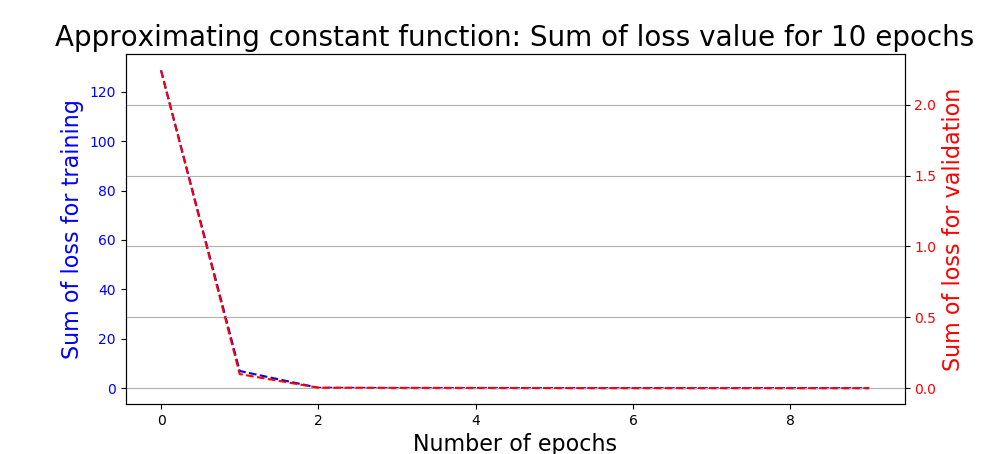 Approximating constant function: Sum of loss value for 10 epochs
Sum of loss for training
120
100
80
60
40
20
0
2.0
1.5
1.0
0.5
0.0
Sum of loss for validation
0 2 4 6 8
Number of epochs